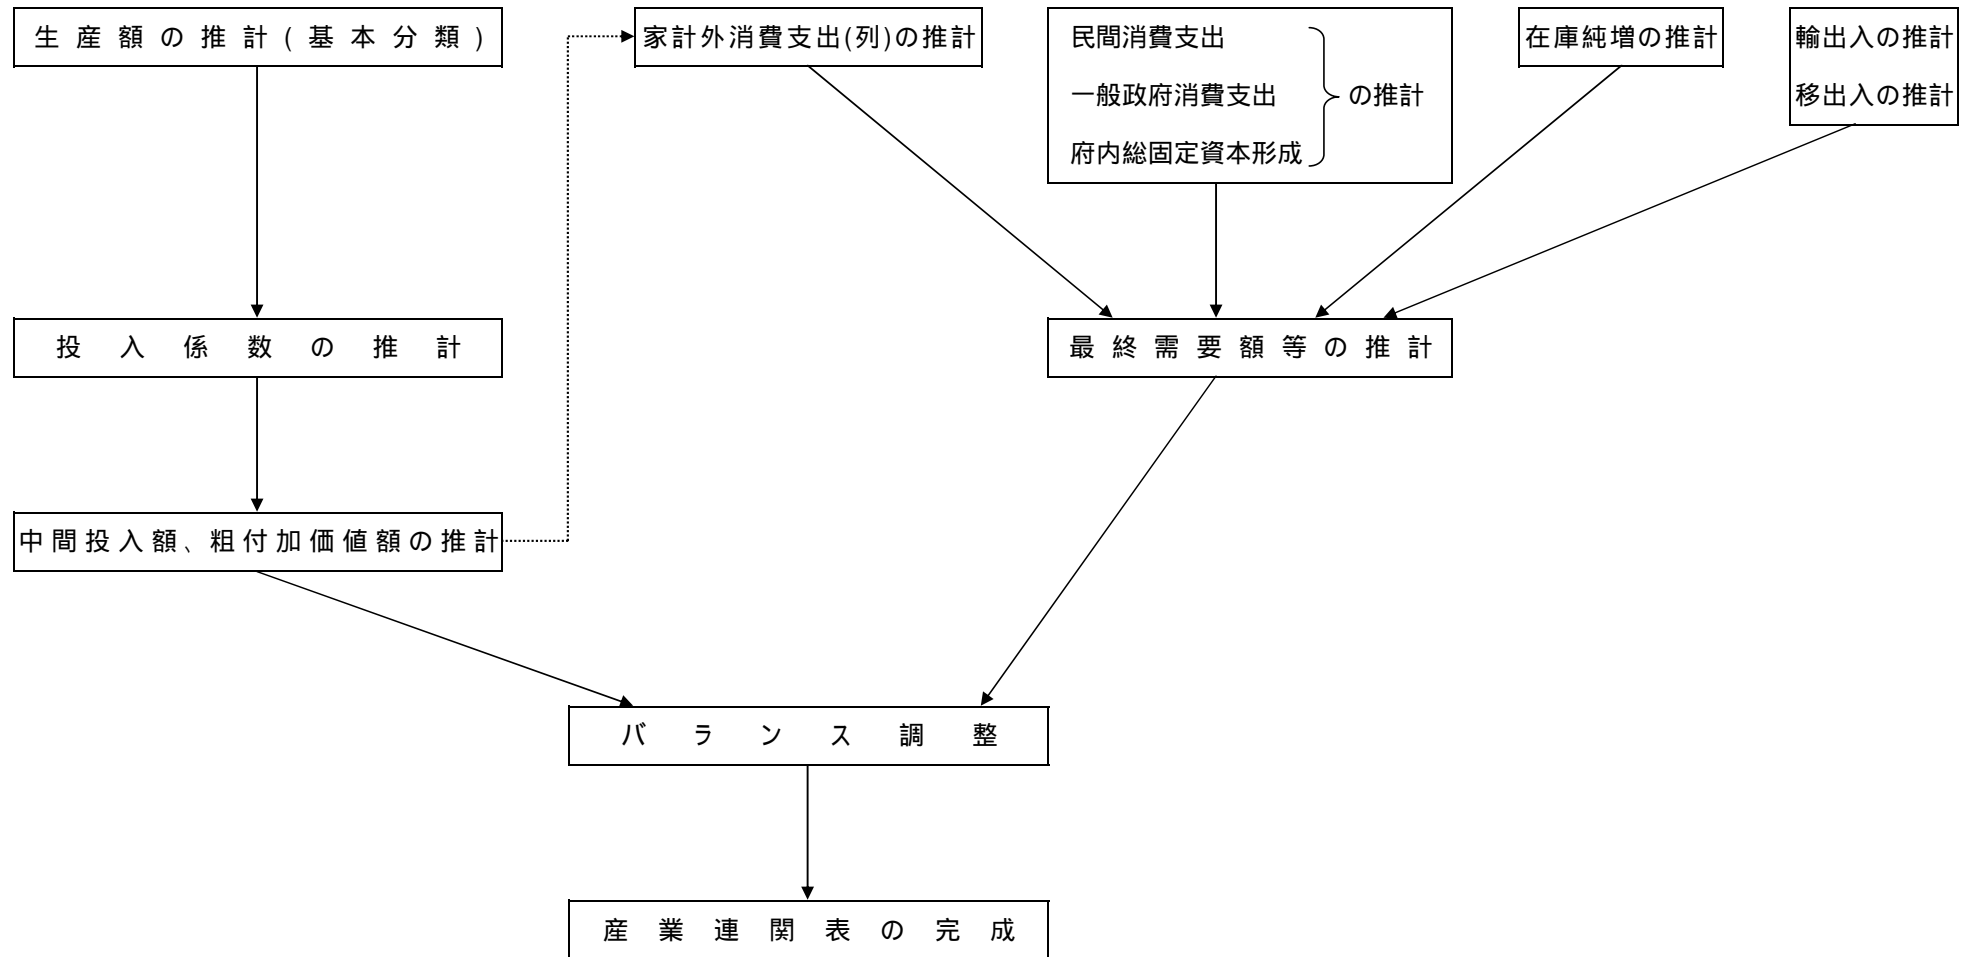 生産額の推計(基本分類)
家計外消費支出(列)の推計
民間消費支出
一般政府消費支出
府内総固定資本形成
の推計
在庫純増の推計
輸出入の推計
移出入の推計
投入係数の推計
最終需要額等の推計
中間投入額、粗付加価値額の推計
バランス調整
産業連関表の完成